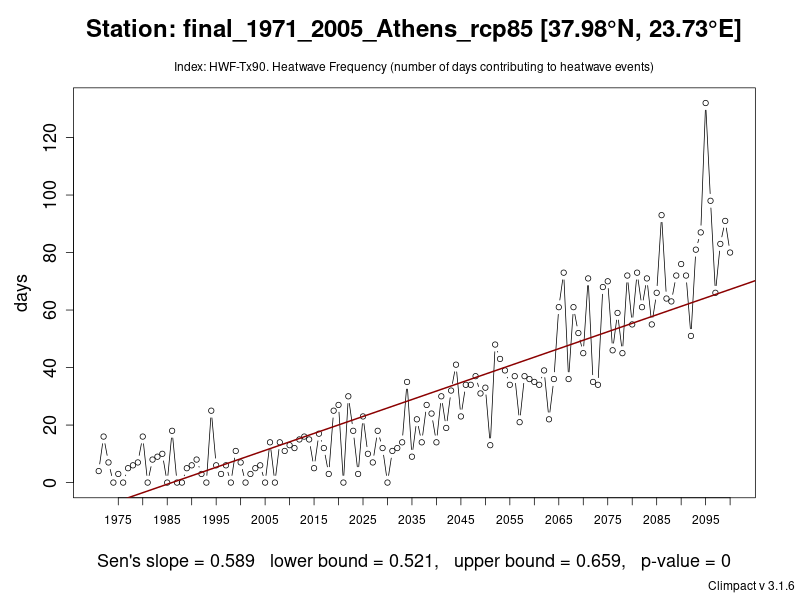 Station: final_1971_2005_Athens_rcp85 [37.98°N, 23.73°E]
Index: HWF-Tx90. Heatwave Frequency (number of days contributing to heatwave events)
120
100
80
60
40
20
0
days
1975 1985 1995 2005 2015 2025 2035 2045 2055 2065 2075 2085 2095
Sen's slope = 0.589 lower bound = 0.521, upper bound = 0.659, p-value = 0
Climpact v 3.1.6